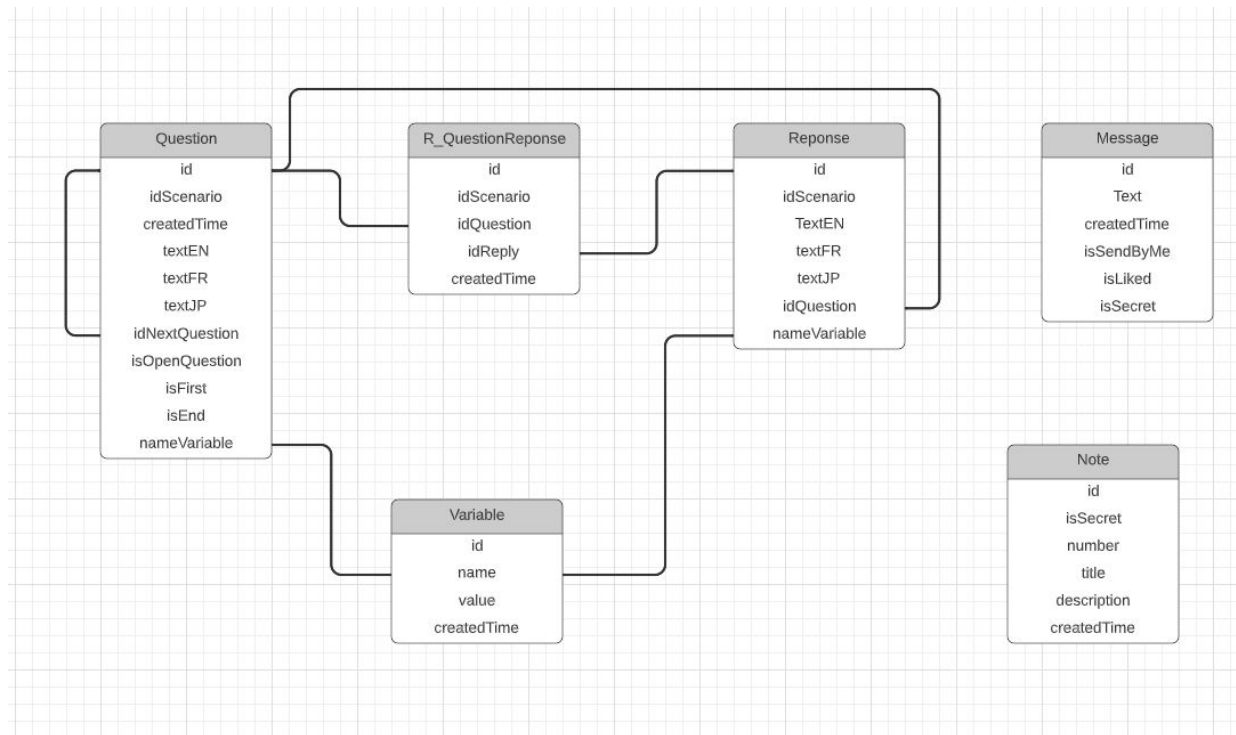 Question
id
idScenario
createdTime
textEN
textFR
textJP
idNextQuestion
isOpenQuestion
isFirst
isEnd
nameVariable
R_QuestionReponse
id
idScenario
idQuestion
idReply
createdTime
Reponse
id
idScenario
TextEN
textFR
textJP
idQuestion
nameVariable
Message
id
Text
createdTime
isSendByMe
isLiked
isSecret
Variable
id
name
value
createdTime
Note
id
isSecret
number
title
description
createdTime